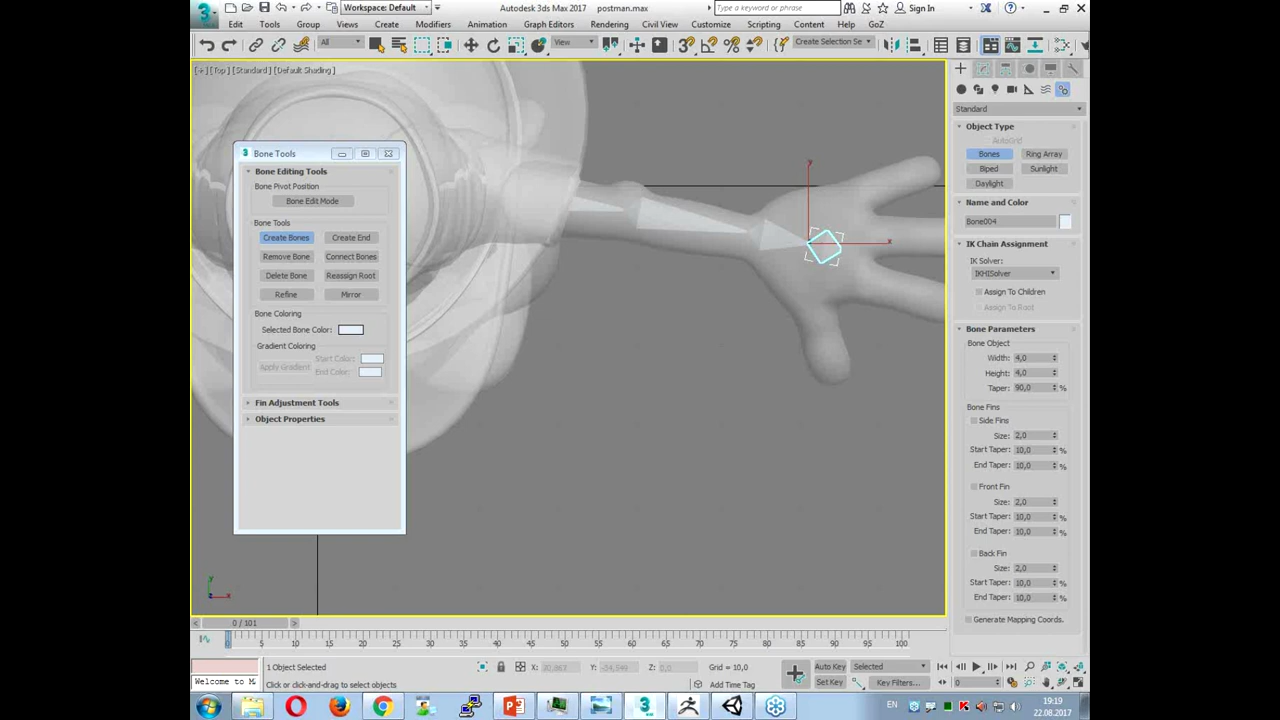 Workspace: Default
Autodesk 3ds Max 2017 postman.max
Type a keyword or phrase
Sign In
Edit Tools Group Views Create Modifiers Animation Graph Editors Rendering Civil View Customize Scripting Content Help GoZ
All
View
Create Selection Se
[+] [Top] [Standard] [Default Shading]
Standard
Object Type
AutoGrid
Bones Ring Array
Biped Sunlight
Daylight
Name and Color
Bone004
IK Chain Assignment
IK Solver:
IKHISolver
Assign To Children
Assign To Root
Bone Parameters
Bone Object
Width: 4,0
Height: 4,0
Taper: 90,0 %
Bone Fins
Side Fins
Size: 2,0
Start Taper: 10,0 %
End Taper: 10,0 %
Front Fin
Size: 2,0
Start Taper: 10,0 %
End Taper: 10,0 %
Back Fin
Size: 2,0
Start Taper: 10,0 %
End Taper: 10,0 %
Generate Mapping Coords.
Bone Tools
Bone Editing Tools
Bone Pivot Position
Bone Edit Mode
Bone Tools
Create Bones Create End
Remove Bone Connect Bones
Delete Bone Reassign Root
Refine Mirror
Bone Coloring
Selected Bone Color:
Gradient Coloring
Apply Gradient Start Color:
End Color:
Fin Adjustment Tools
Object Properties
y
x
y
x
0 / 101
0 5 10 15 20 25 30 35 40 45 50 55 60 65 70 75 80 85 90 95 100
1 Object Selected
X: 30,863 Y: -34,549 Z: 0,0 Grid = 10,0
Auto Key Selected
Welcome to M
Click or click-and-drag to select objects
Add Time Tag
Set Key Key Filters... 0
EN
19:19
22.08.2017